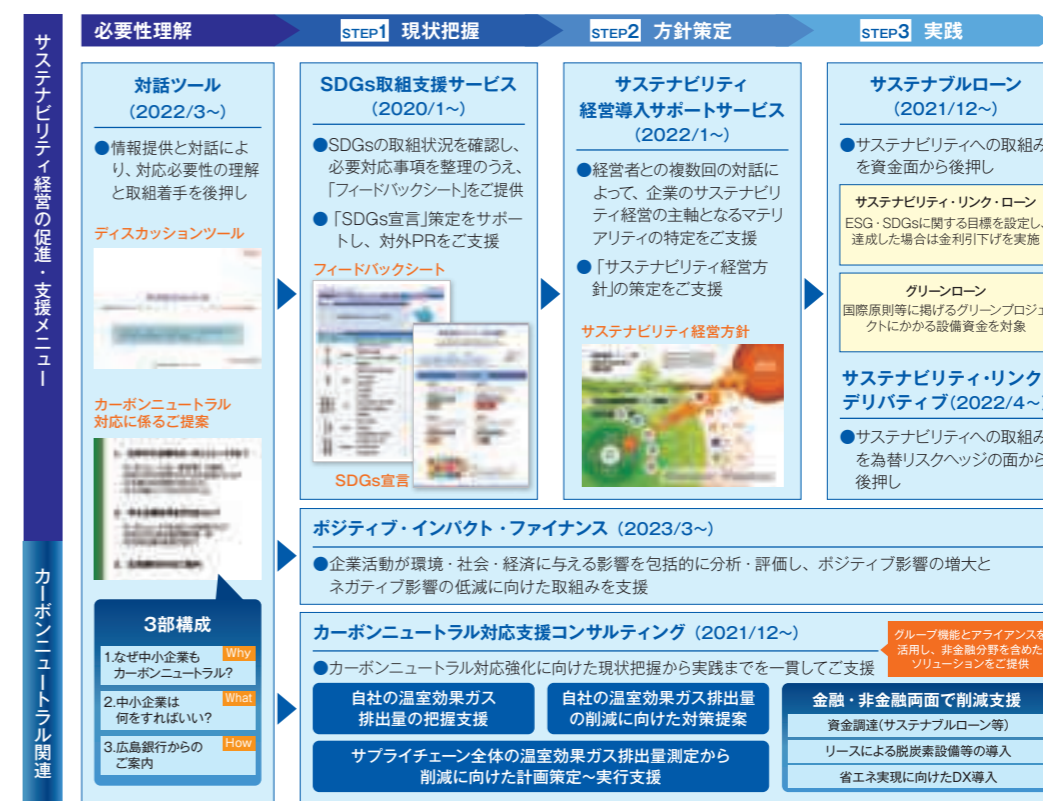 サステナビリティ経営の促進・支援メニュー
カーボンニュートラル関連
必要性理解
STEP1 現状把握
STEP2 方針策定
STEP3 実践
対話ツール
（2022/3～）
●情報提供と対話によ
り、対応必要性の理解
と取組着手を後押し
ディスカッションツール
カーボンニュートラル
対応に係るご提案
3部構成
1.なぜ中小企業も
カーボンニュートラル?
Why
2.中小企業は
何をすればいい?
What
3.広島銀行からの
ご案内
How
SDGs取組支援サービス
（2020/1～）
●SDGsの取組状況を確認し、
必要対応事項を整理のうえ、
「フィードバックシート」をご提供
●「SDGs宣言」策定をサポー
トし、対外PRをご支援
フィードバックシート
SDGs宣言
サステナビリティ
経営導入サポートサービス
（2022/1～）
●経営者との複数回の対話に
よって、企業のサステナビリ
ティ経営の主軸となるマテリ
アリティの特定をご支援
●「サステナビリティ経営方
針」の策定をご支援
サステナビリティ経営方針
サステナブルローン
（2021/12～）
●サステナビリティへの取組み
を資金面から後押し
サステナビリティ・リンク・ローン
ESG・SDGsに関する目標を設定し、
達成した場合は金利引下げを実施
グリーンローン
国際原則等に掲げるグリーンプロジェ
クトにかかる設備資金を対象
サステナビリティ・リンク・
デリバティブ（2022/4～）
●サステナビリティへの取組み
を為替リスクヘッジの面から
後押し
ポジティブ・インパクト・ファイナンス（2023/3～）
●企業活動が環境・社会・経済に与える影響を包括的に分析・評価し、ポジティブ影響の増大と
ネガティブ影響の低減に向けた取組みを支援
カーボンニュートラル対応支援コンサルティング（2021/12～）
●カーボンニュートラル対応強化に向けた現状把握から実践までを一貫してご支援
グループ機能とアライアンスを
活用し、非金融分野を含めた
ソリューションをご提供
自社の温室効果ガス
排出量の把握支援
自社の温室効果ガス排出量
の削減に向けた対策提案
サプライチェーン全体の温室効果ガス排出量測定から
削減に向けた計画策定～実行支援
金融・非金融両面で削減支援
資金調達（サステナブルローン等）
リースによる脱炭素設備等の導入
省エネ実現に向けたDX導入